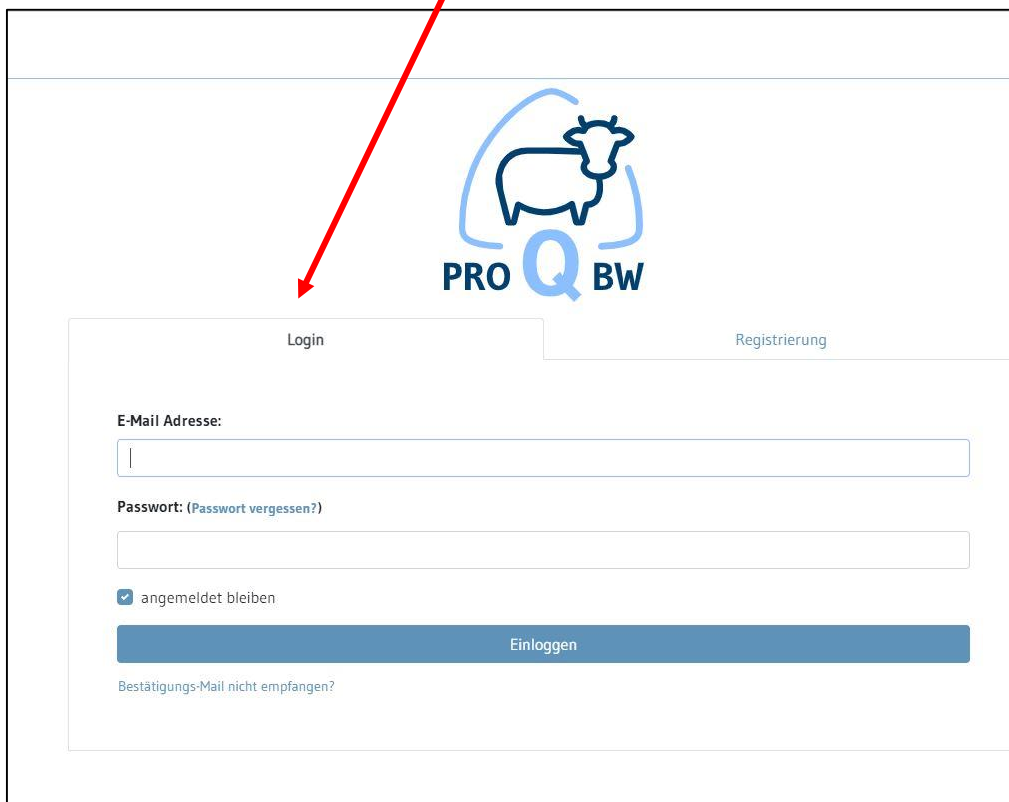 PRO Q BW
Login Registrierung
E-Mail Adresse:
Passwort: (Passwort vergessen?)
angemeldet bleiben
Einloggen
Bestätigungs-Mail nicht empfangen?